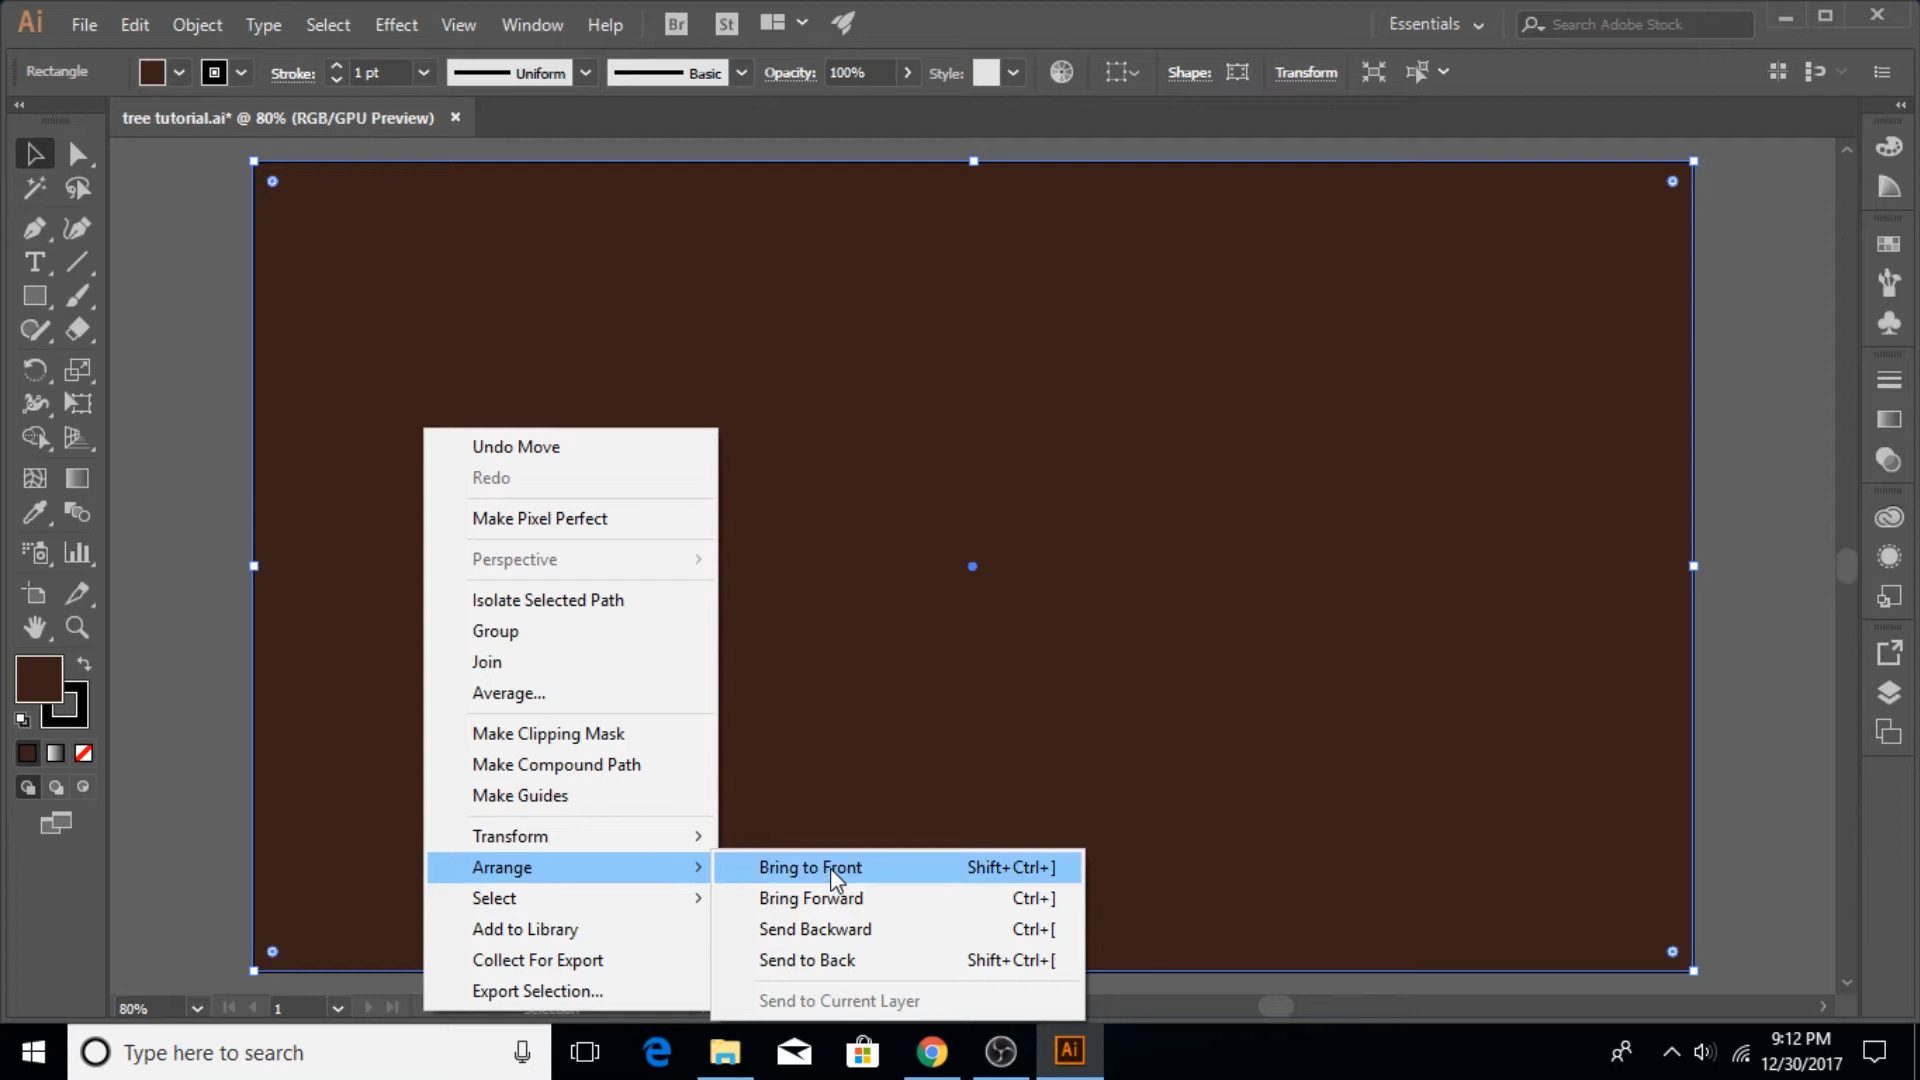 Ai File Edit Object Type Select Effect View Window Help Br St Essentials Search Adobe Stock
Rectangle Stroke: 1 pt Uniform Basic Opacity: 100% Style: Shape: Transform
tree tutorial.ai* @ 80% (RGB/GPU Preview)
T
Undo Move
Redo
Make Pixel Perfect
Perspective
Isolate Selected Path
Group
Join
Average...
Make Clipping Mask
Make Compound Path
Make Guides
Transform
Arrange
Select
Add to Library
Collect For Export
Export Selection...
Bring to Front Shift+Ctrl+]
Bring Forward Ctrl+]
Send Backward Ctrl+[
Send to Back Shift+Ctrl+[
Send to Current Layer
80% 1
Type here to search Ai 9:12 PM
12/30/2017